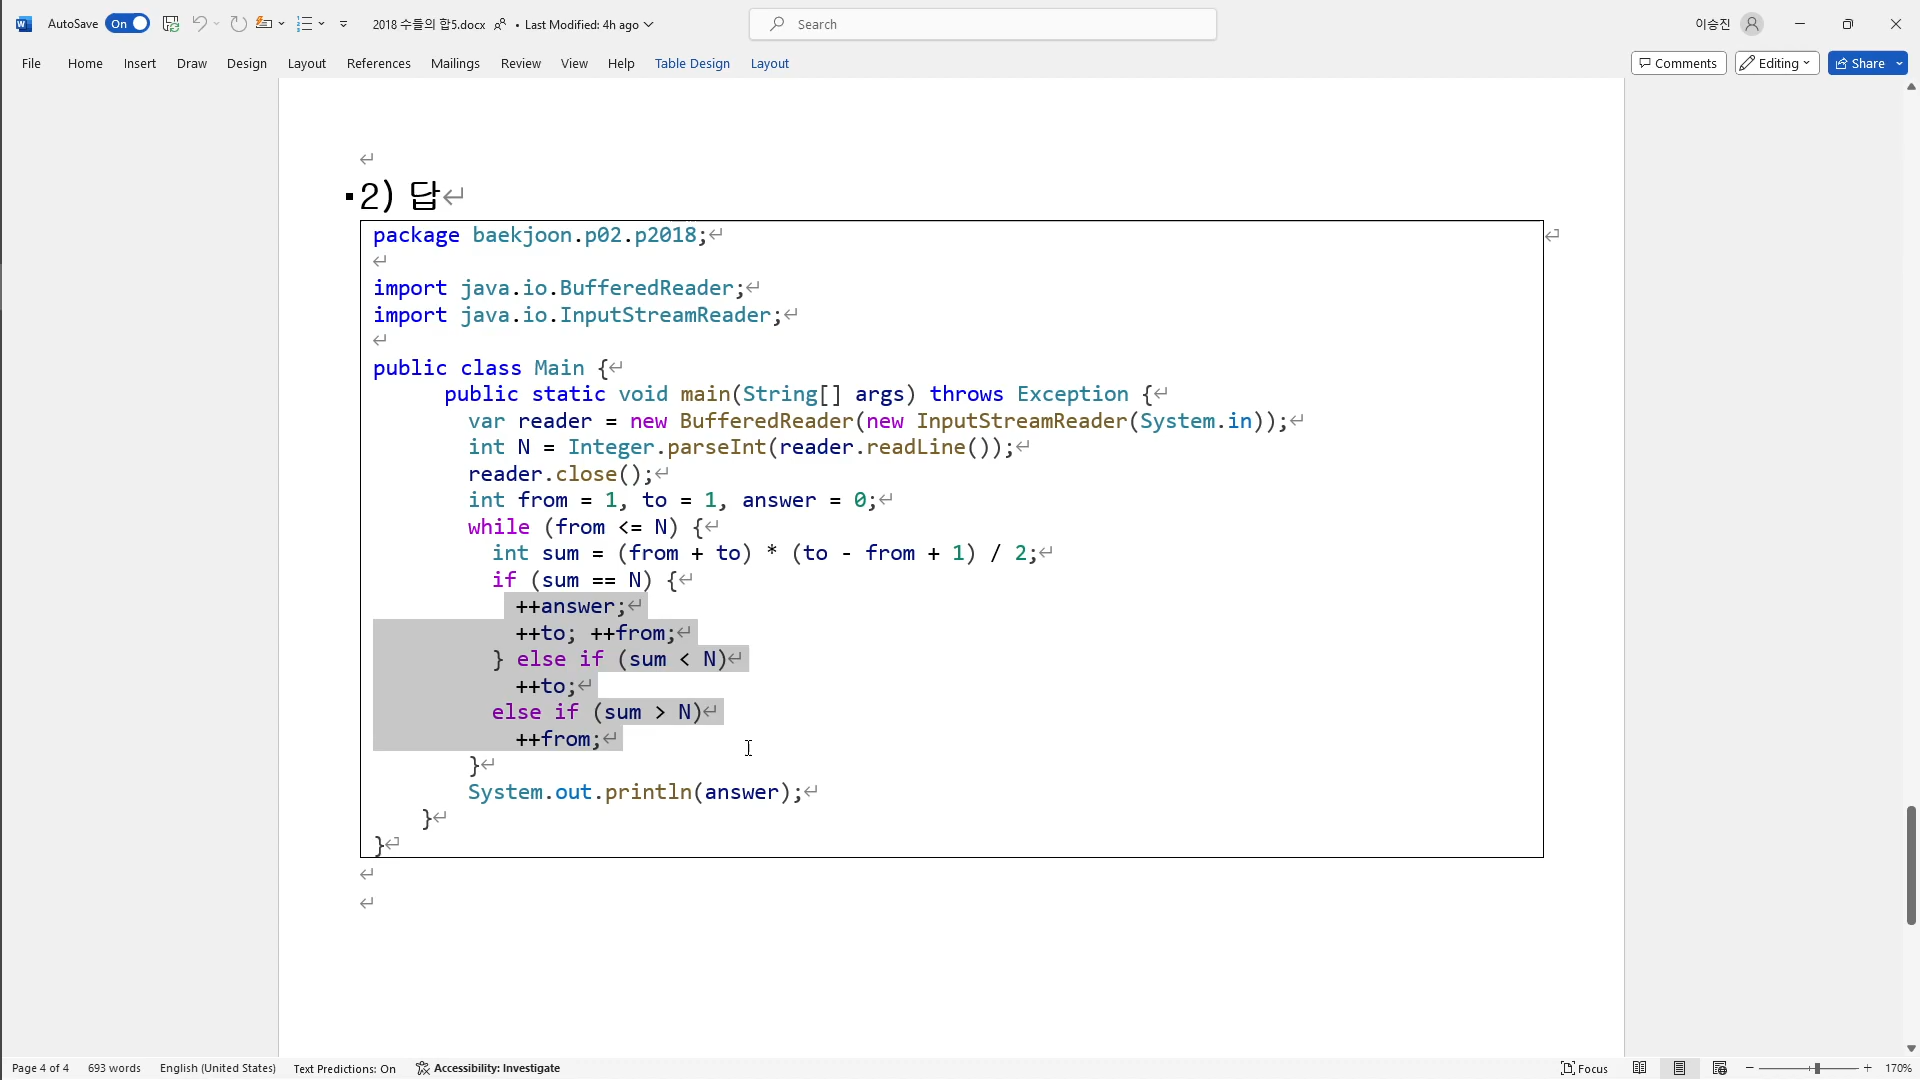 AutoSave On 2018 수들의 합5.docx • Last Modified: 4h ago Search 이승진
File Home Insert Draw Design Layout References Mailings Review View Help Table Design Layout Comments Editing Share
2) 답
package baekjoon.p02.p2018;
import java.io.BufferedReader;
import java.io.InputStreamReader;
public class Main {
public static void main(String[] args) throws Exception {
var reader = new BufferedReader(new InputStreamReader(System.in));
int N = Integer.parseInt(reader.readLine());
reader.close();
int from = 1, to = 1, answer = 0;
while (from <= N) {
int sum = (from + to) * (to - from + 1) / 2;
if (sum == N) {
++answer;
++to; ++from;
} else if (sum < N)
++to;
else if (sum > N)
++from;
}
System.out.println(answer);
}
}
Page 4 of 4 693 words English (United States) Text Predictions: On Accessibility: Investigate Focus 170%